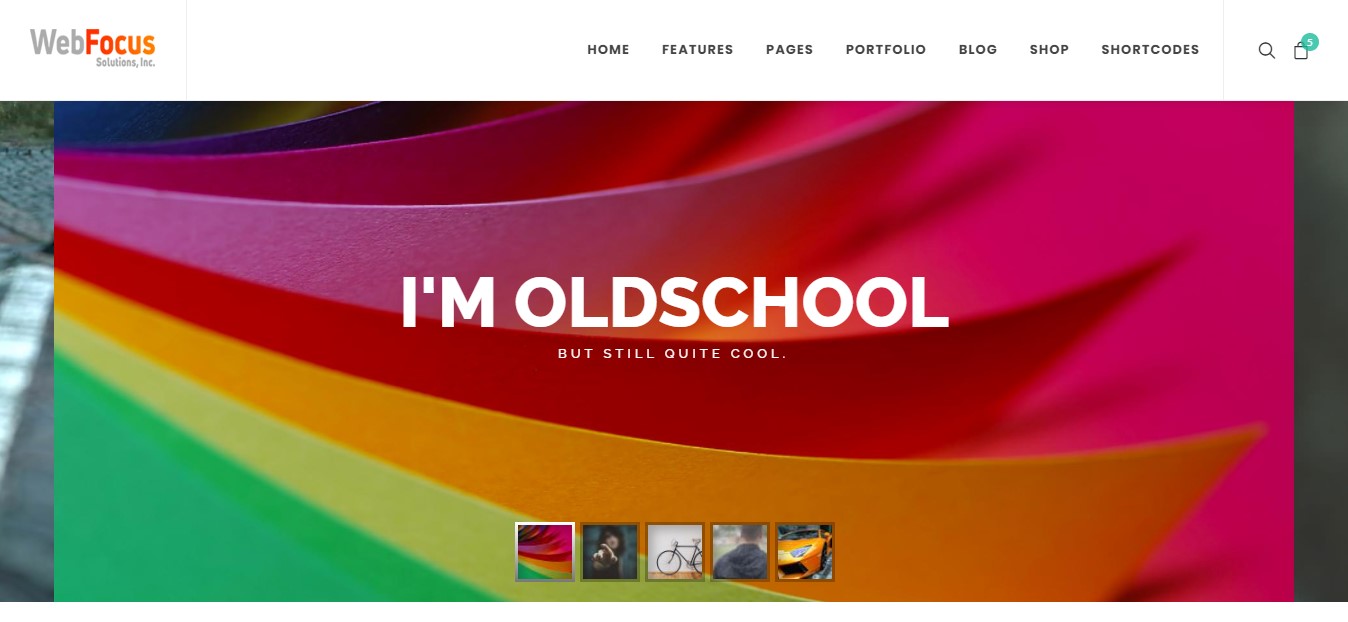 WebFocus
Solutions, Inc.
HOME FEATURES PAGES PORTFOLIO BLOG SHOP SHORTCODES
5
I'M OLDSCHOOL
BUT STILL QUITE COOL.